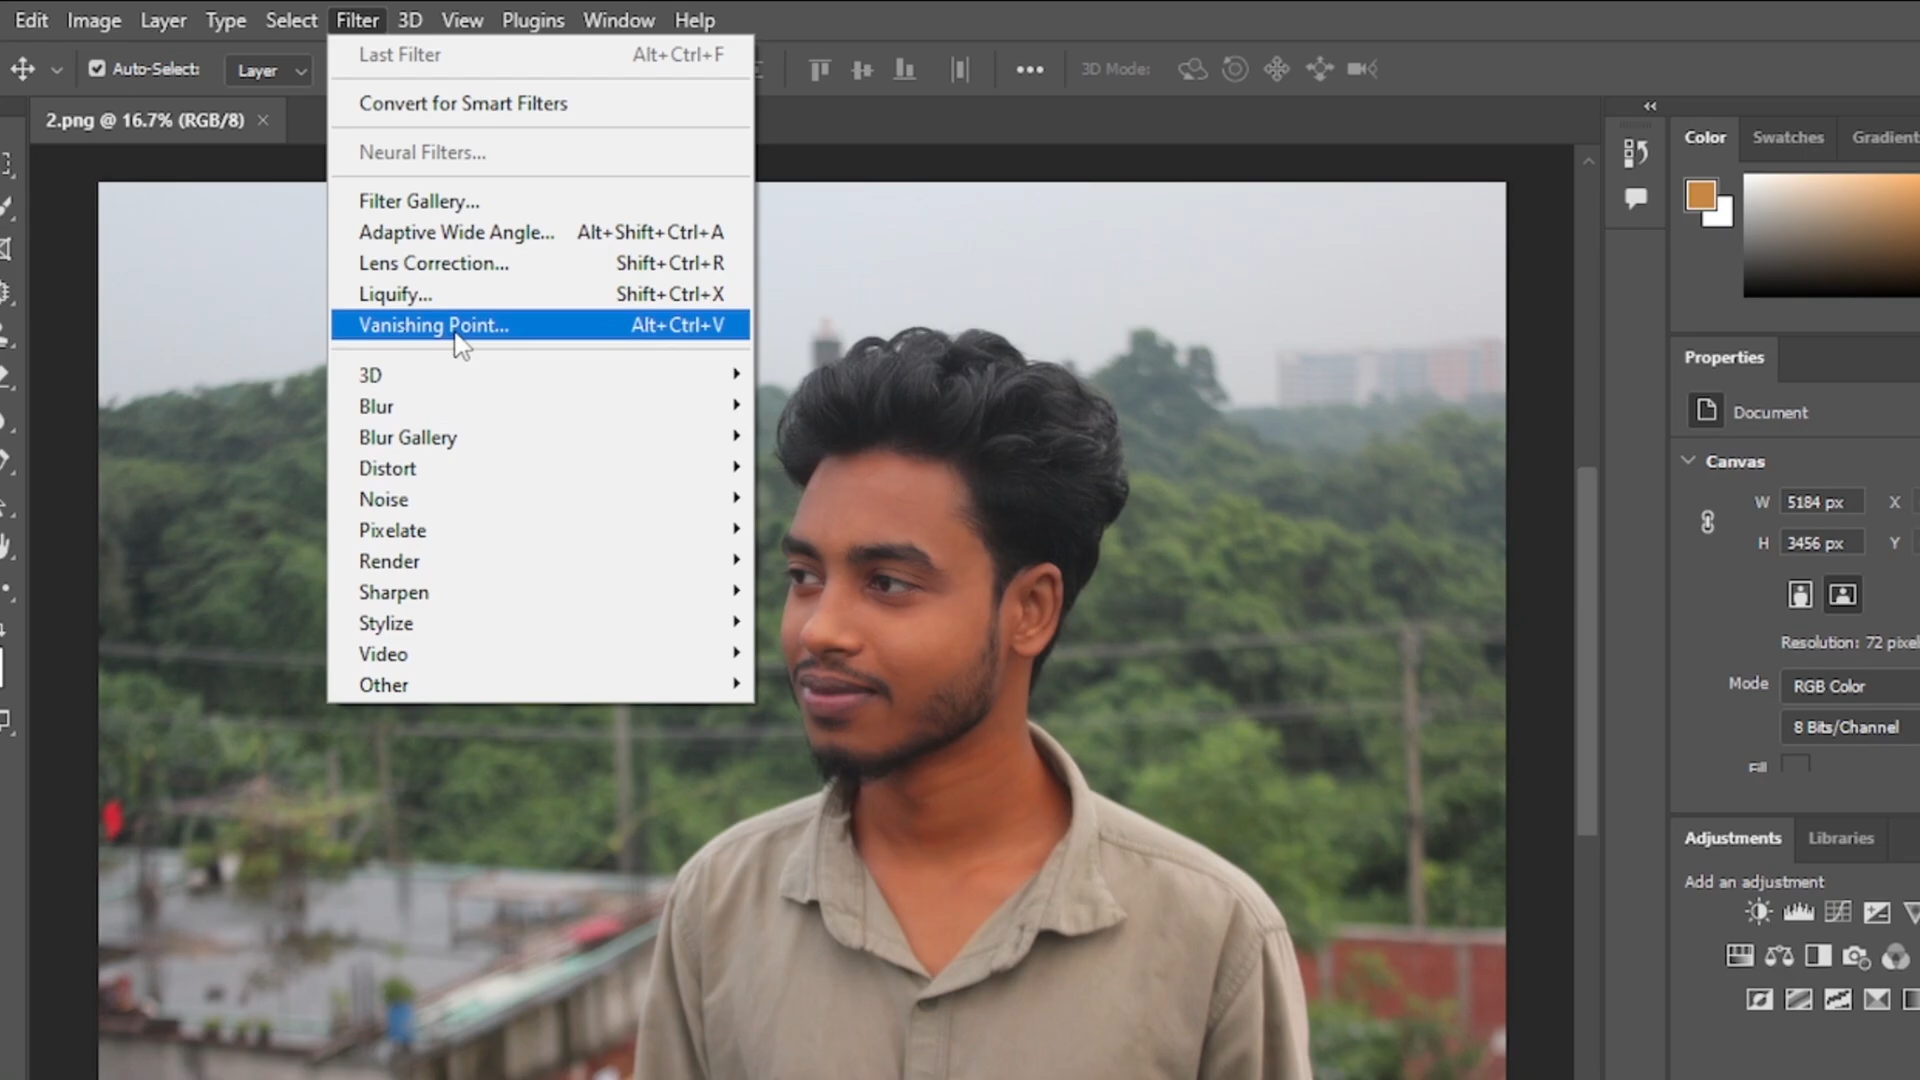 Edit Image Layer Type Select Filter 3D View Plugins Window Help
Auto-Select: Layer
3D Mode:
2.png @ 16.7% (RGB/8) ×
Last Filter Alt+Ctrl+F
Convert for Smart Filters
Neural Filters...
Filter Gallery...
Adaptive Wide Angle... Alt+Shift+Ctrl+A
Lens Correction... Shift+Ctrl+R
Liquify... Shift+Ctrl+X
Vanishing Point... Alt+Ctrl+V
3D
Blur
Blur Gallery
Distort
Noise
Pixelate
Render
Sharpen
Stylize
Video
Other
Color Swatches Gradient
Properties
Document
Canvas
W 5184 px X
H 3456 px Y
Resolution: 72 pixel
Mode RGB Color
8 Bits/Channel
Fill
Adjustments Libraries
Add an adjustment